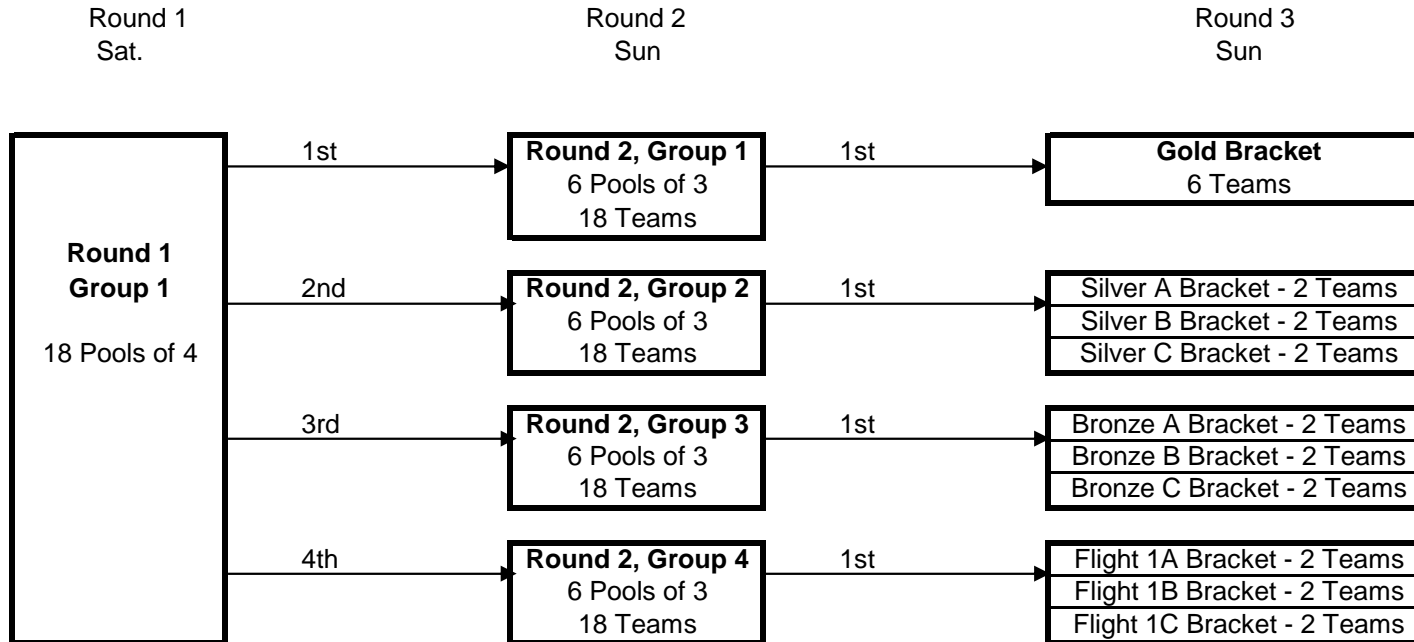 Round 1
Sat.
Round 2
Sun
Round 3
Sun
Round 1
Group 1
18 Pools of 4
1st
Round 2, Group 1
6 Pools of 3
18 Teams
1st
Gold Bracket
6 Teams
2nd
Round 2, Group 2
6 Pools of 3
18 Teams
1st
Silver A Bracket - 2 Teams
Silver B Bracket - 2 Teams
Silver C Bracket - 2 Teams
3rd
Round 2, Group 3
6 Pools of 3
18 Teams
1st
Bronze A Bracket - 2 Teams
Bronze B Bracket - 2 Teams
Bronze C Bracket - 2 Teams
4th
Round 2, Group 4
6 Pools of 3
18 Teams
1st
Flight 1A Bracket - 2 Teams
Flight 1B Bracket - 2 Teams
Flight 1C Bracket - 2 Teams